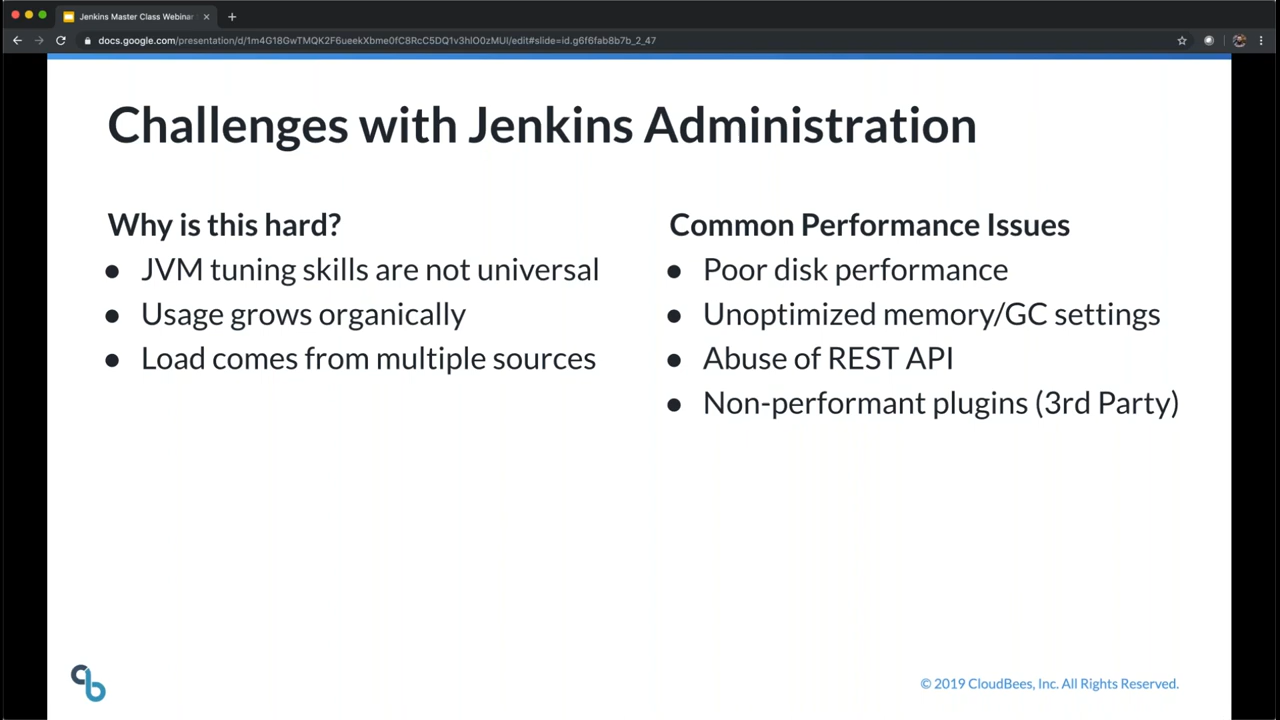 Jenkins Master Class Webinar
docs.google.com/presentation/d/1m4G18GwTMQK2F6ueekXbme0fC8RcC5DQ1v3hlO0zMUI/edit#slide=id.g6f6fab8b7b_2_47
Challenges with Jenkins Administration
Why is this hard?
● JVM tuning skills are not universal
● Usage grows organically
● Load comes from multiple sources
Common Performance Issues
● Poor disk performance
● Unoptimized memory/GC settings
● Abuse of REST API
● Non-performant plugins (3rd Party)
© 2019 CloudBees, Inc. All Rights Reserved.